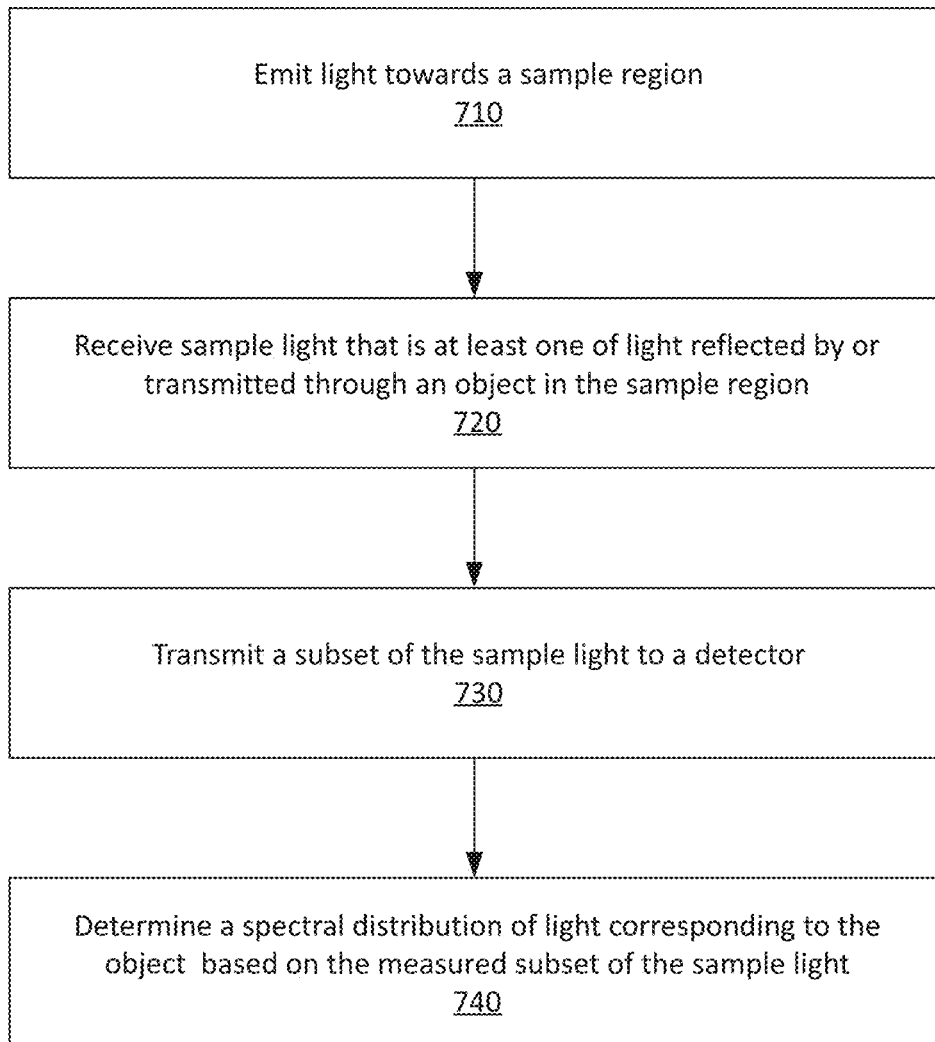 Emit light towards a sample region
710
Receive sample light that is at least one of light reflected by or
transmitted through an object in the sample region
720
Transmit a subset of the sample light to a detector
730
Determine a spectral distribution of light corresponding to the
object based on the measured subset of the sample light
740